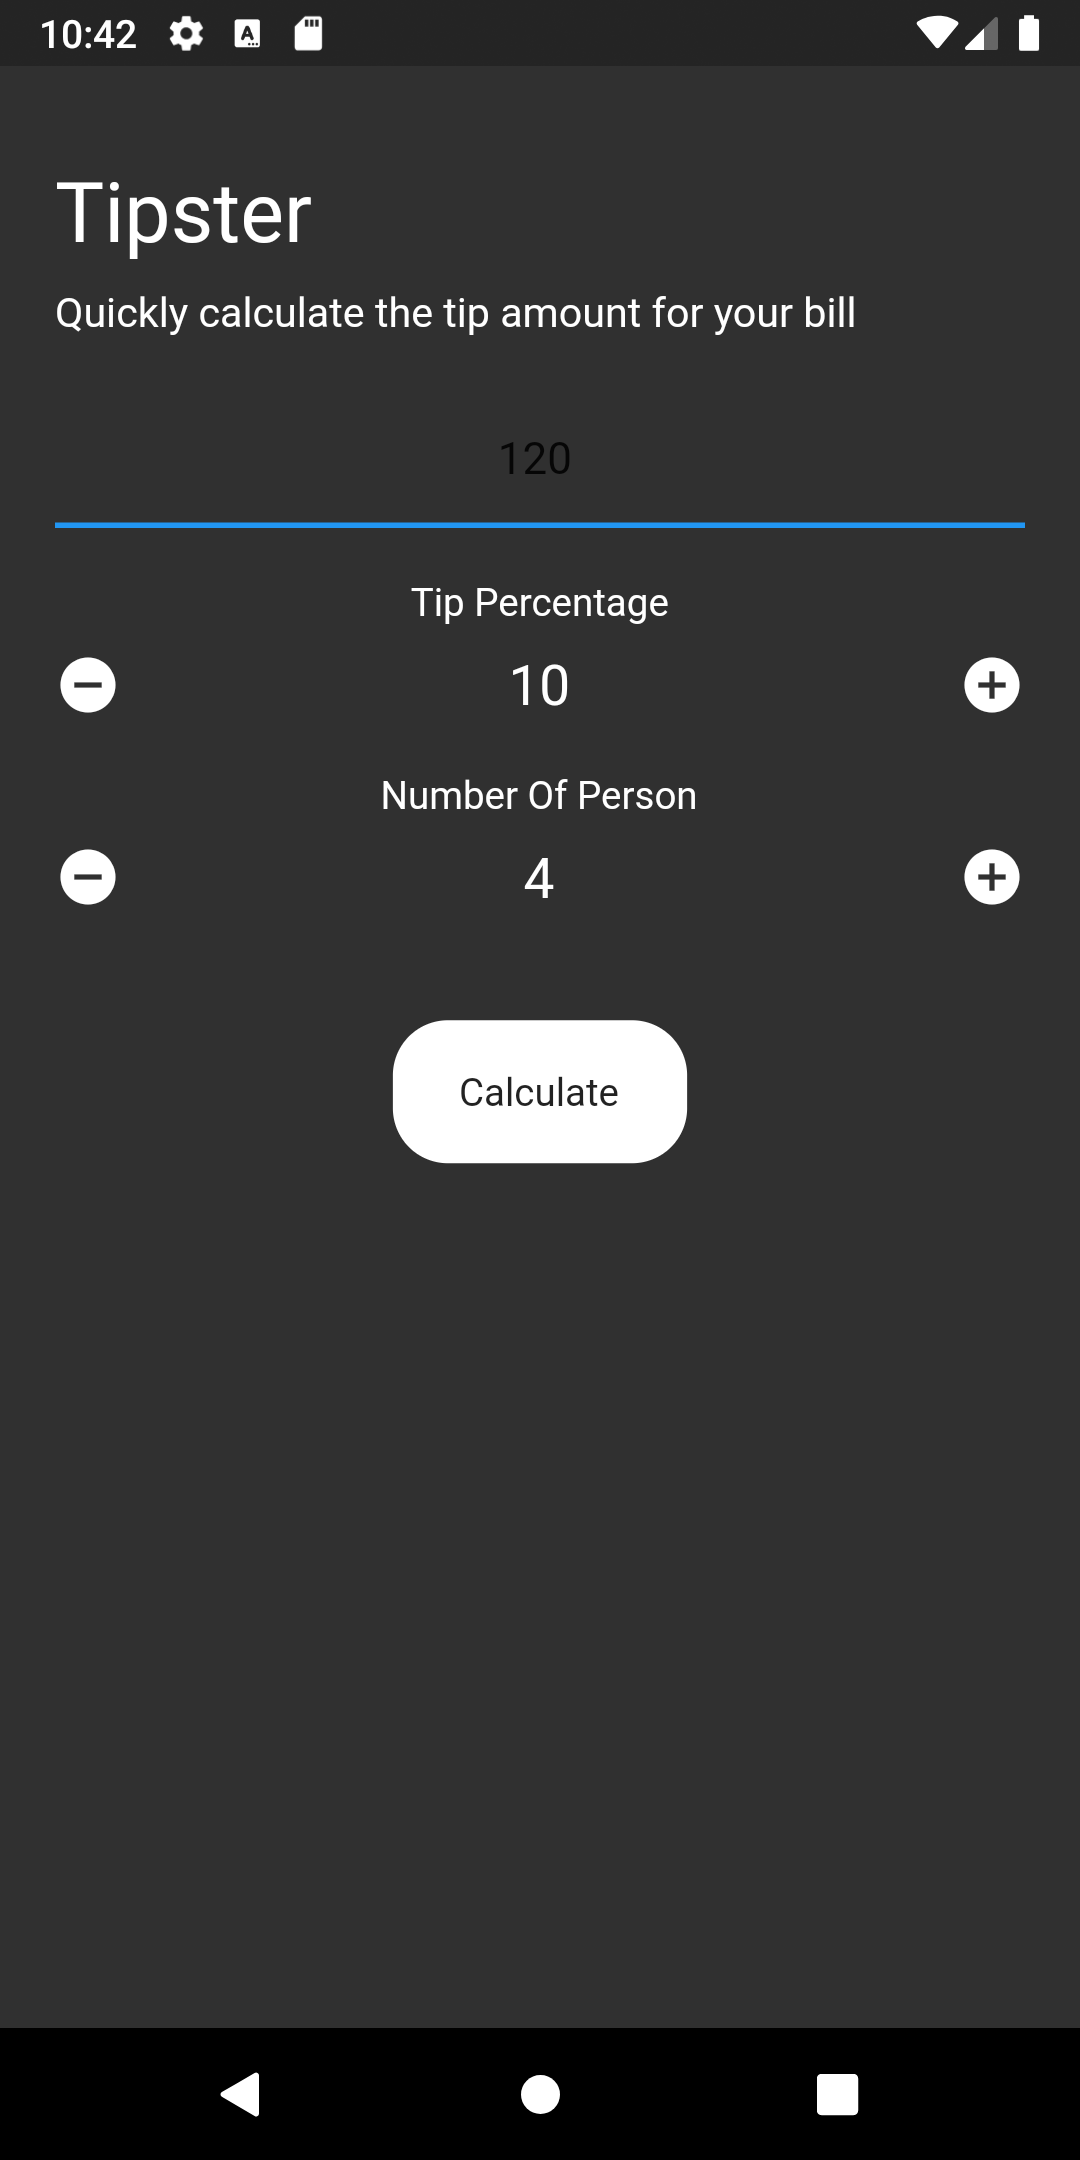 10:42
Tipster
Quickly calculate the tip amount for your bill
120
Tip Percentage
10
Number Of Person
4
Calculate